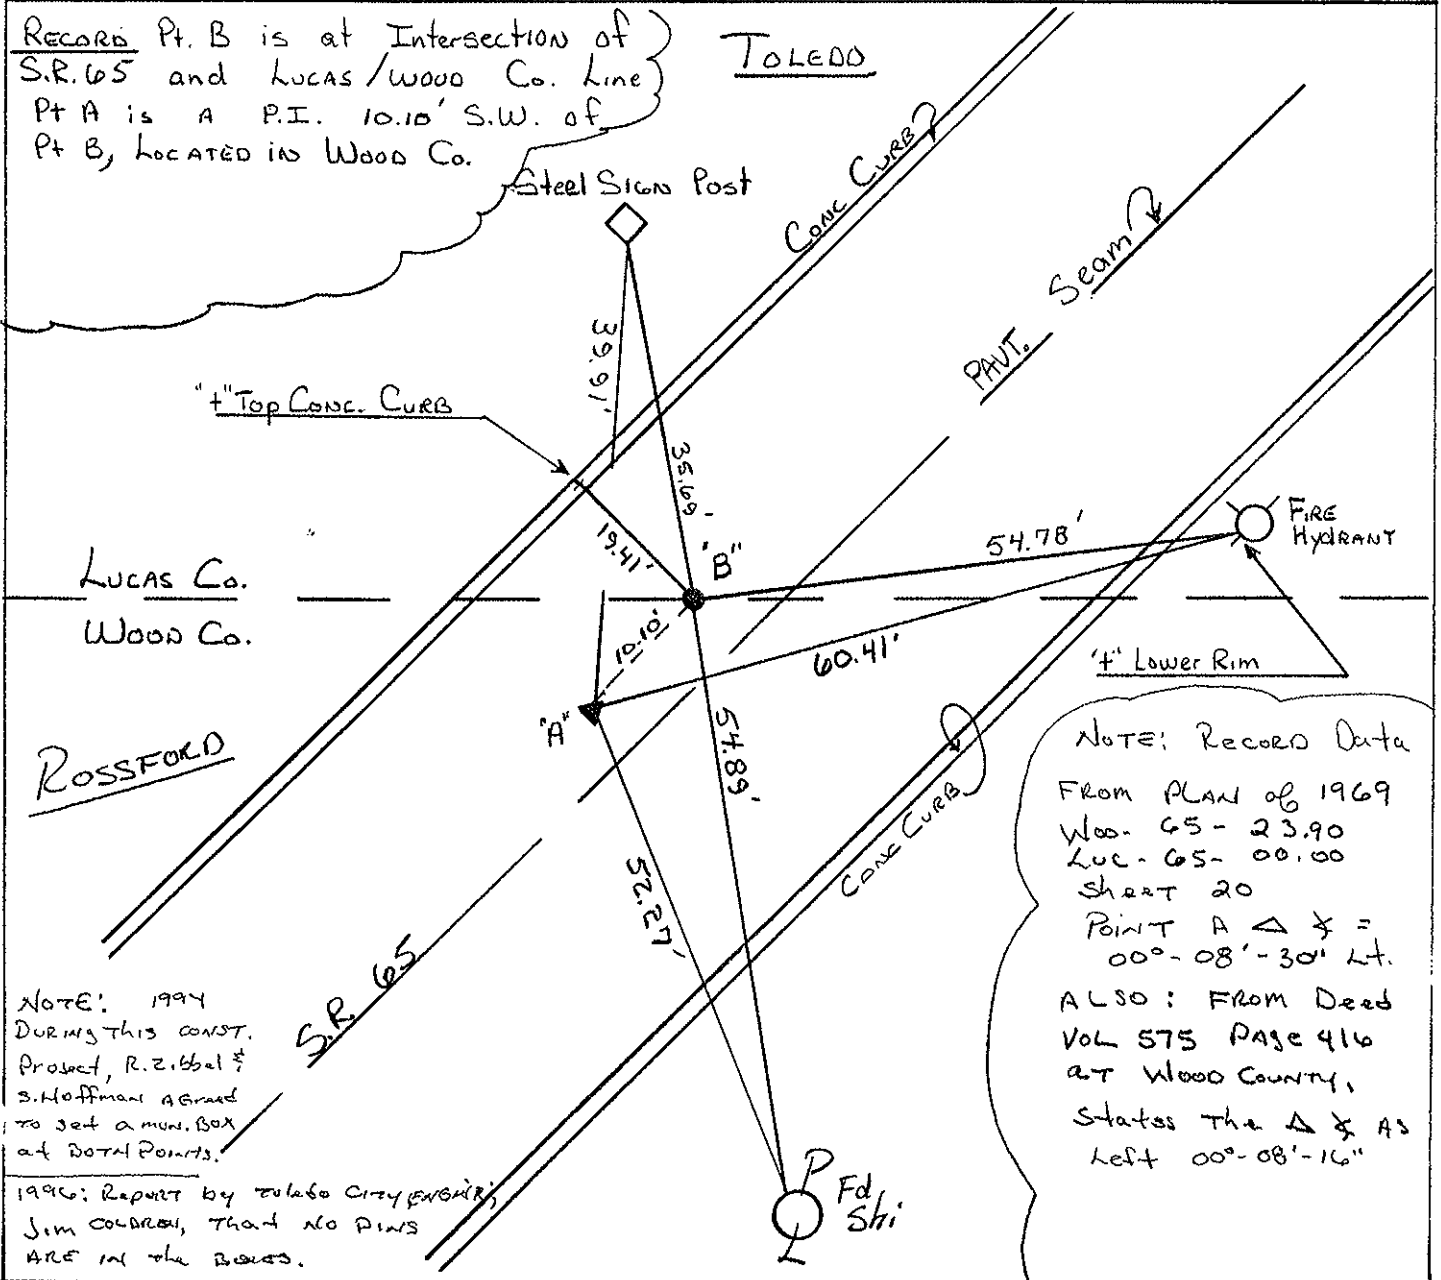 RECORD Pt. B is at Intersection of
S.R. 65 and LUCAS/WOOD Co. Line
Pt A is A P.I. 10.10' S.W. of
Pt B, LOCATED IN WOOD Co.
TOLEDO
Steel SIGN Post
CONC CURB
Seam
PAVT.
39.91'
"+" Top CONC. CURB
35.69'
19.41'
"B"
54.78'
FIRE
HYDRANT
LUCAS Co.
WOOD Co.
10.10'
60.41'
"+" Lower Rim
"A"
ROSSFORD
54.89'
52.27'
CONC CURB
S.R. 65
NOTE: Record Data
FROM PLAN of 1969
Woo- 65- 23.90
Luc- 65- 00.00
Sheet 20
POINT A Δ ∡ =
00°-08'-30" Lt.
ALSO: FROM Deed
VOL 575 PAge 416
aT WOOD COUNTY,
States The Δ ∡ As
Left 00°-08'-16"
NOTE: 1994
DURING This CONST.
Project, R. Zibbel &
S. Hoffman AGreed
To set a mon. Box
at BOTH Points.
1996: Report by Toledo CITY
Jim, That NO PINS
ARE IN the Boxes.
P
L
Fd
Shi